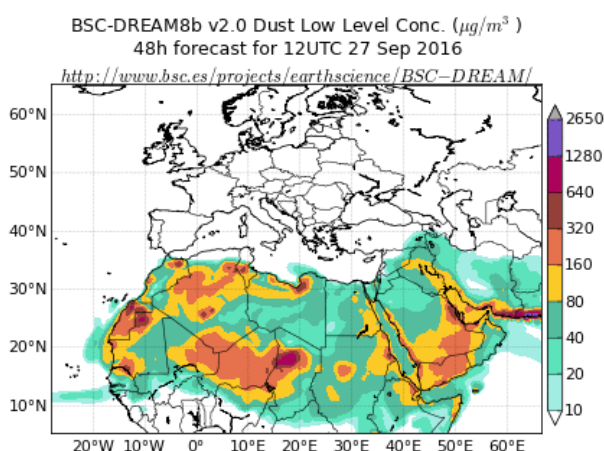 BSC-DREAM8b v2.0 Dust Low Level Conc. (μg/m³ )
48h forecast for 12UTC 27 Sep 2016
http://www.bsc.es/projects/earthscience/BSC−DREAM/
60°N
50°N
40°N
30°N
20°N
10°N
20°W 10°W 0° 10°E 20°E 30°E 40°E 50°E 60°E
2650
1280
640
320
160
80
40
20
10